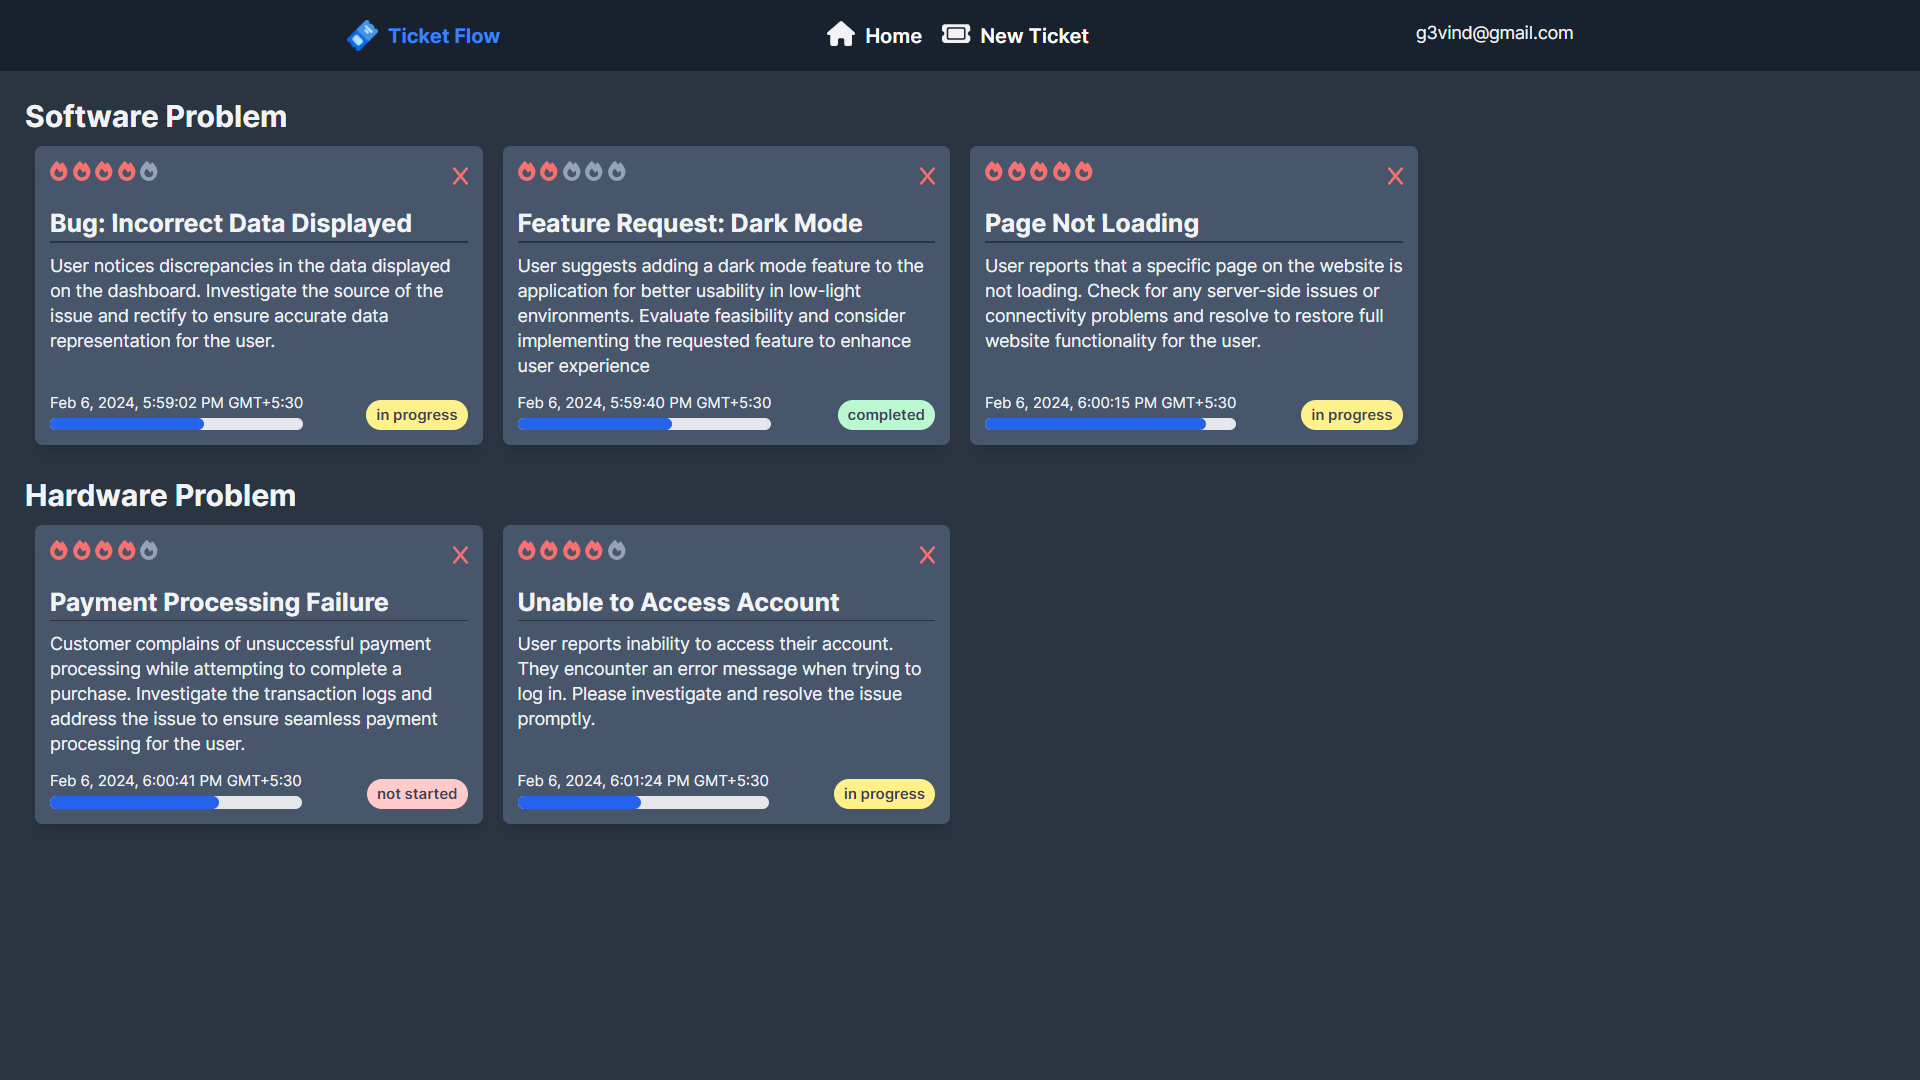 Ticket Flow
Home
New Ticket
g3vind@gmail.com
Software Problem
Bug: Incorrect Data Displayed
User notices discrepancies in the data displayed
on the dashboard. Investigate the source of the
issue and rectify to ensure accurate data
representation for the user.
Feb 6, 2024, 5:59:02 PM GMT+5:30
in progress
Feature Request: Dark Mode
User suggests adding a dark mode feature to the
application for better usability in low-light
environments. Evaluate feasibility and consider
implementing the requested feature to enhance
user experience
Feb 6, 2024, 5:59:40 PM GMT+5:30
completed
Page Not Loading
User reports that a specific page on the website is
not loading. Check for any server-side issues or
connectivity problems and resolve to restore full
website functionality for the user.
Feb 6, 2024, 6:00:15 PM GMT+5:30
in progress
Hardware Problem
Payment Processing Failure
Customer complains of unsuccessful payment
processing while attempting to complete a
purchase. Investigate the transaction logs and
address the issue to ensure seamless payment
processing for the user.
Feb 6, 2024, 6:00:41 PM GMT+5:30
not started
Unable to Access Account
User reports inability to access their account.
They encounter an error message when trying to
log in. Please investigate and resolve the issue
promptly.
Feb 6, 2024, 6:01:24 PM GMT+5:30
in progress